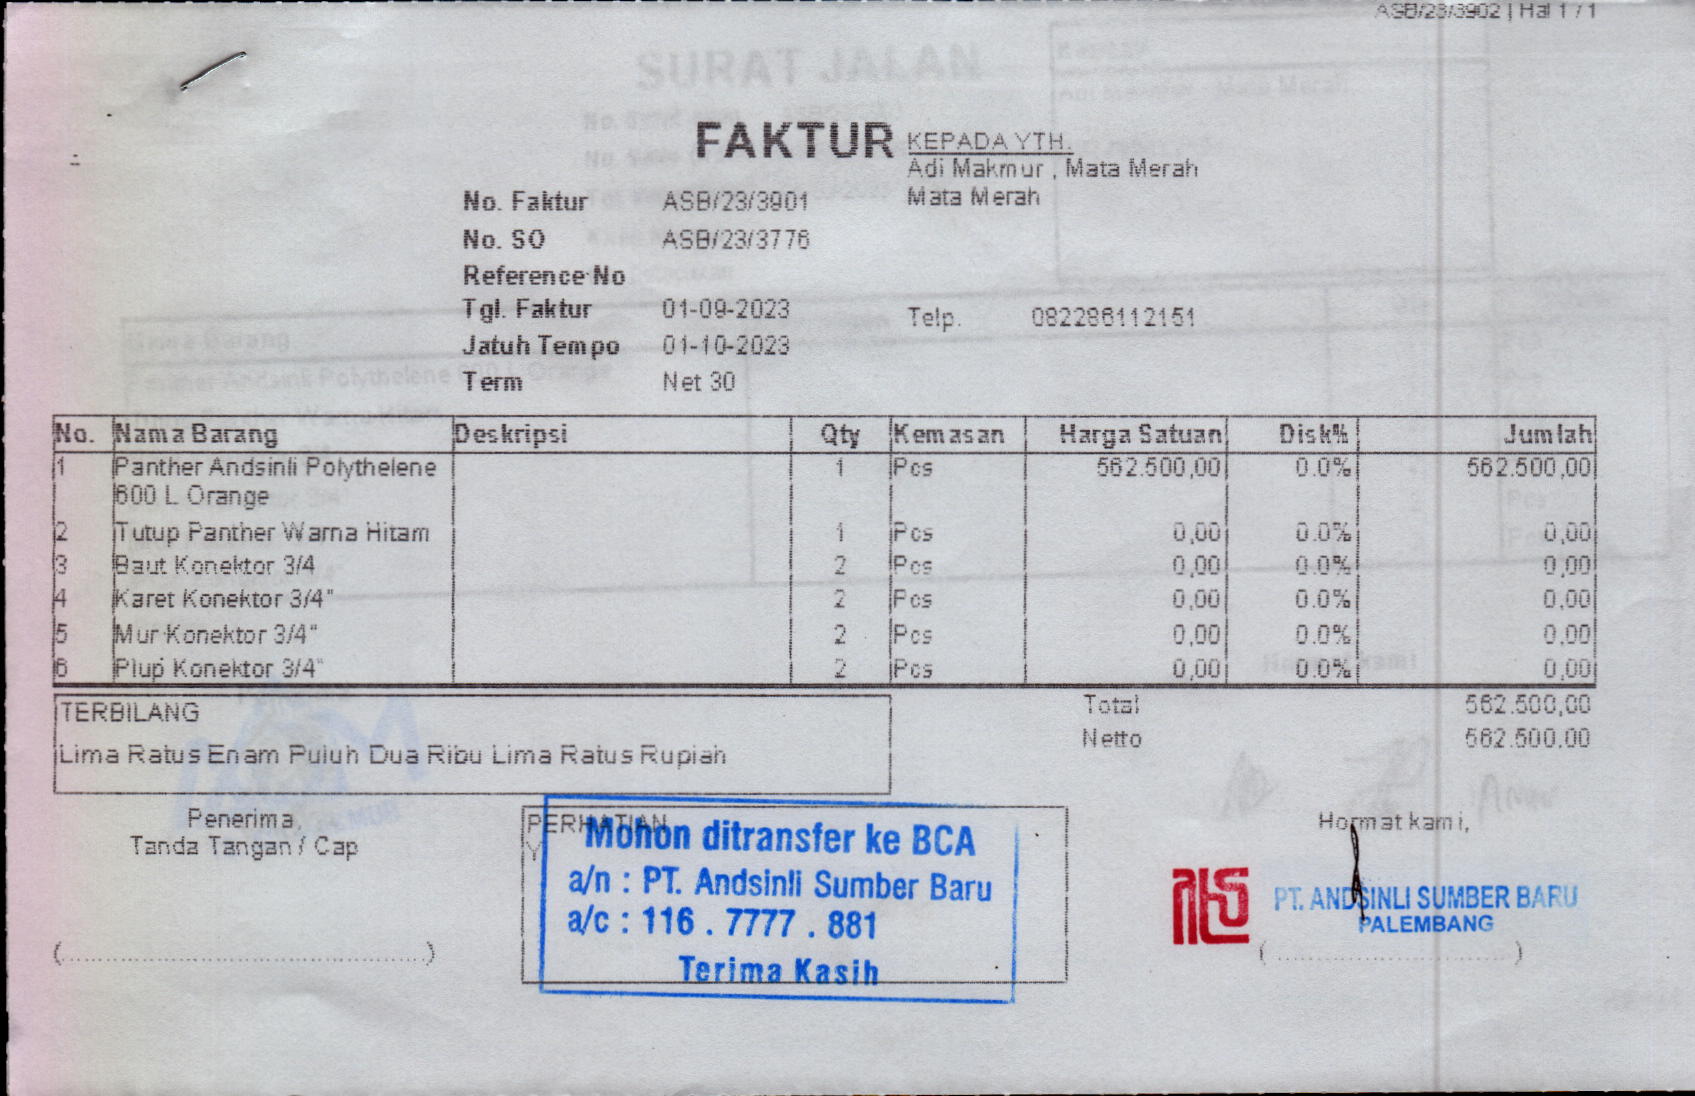 ASB/23/3902 | Hal 1 / 1
SURAT JALAN
FAKTUR
KEPADA YTH.
Adi Makmur , Mata Merah
Mata Merah
No. Faktur ASB/23/3901
No. SO ASB/23/3776
Reference No
Tgl. Faktur 01-09-2023
Telp. 082286112151
Jatuh Tempo 01-10-2023
Term Net 30
No. Nama Barang Deskripsi Qty Kemasan Harga Satuan Disk% Jumlah
1 Panther Andsinli Polythelene 1 Pcs 562.500,00 0.0% 562.500,00
600 L Orange
2 Tutup Panther Warna Hitam 1 Pcs 0,00 0.0% 0,00
3 Baut Konektor 3/4 2 Pcs 0,00 0.0% 0,00
4 Karet Konektor 3/4" 2 Pcs 0,00 0.0% 0,00
5 Mur Konektor 3/4" 2 Pcs 0,00 0.0% 0,00
6 Plup Konektor 3/4" 2 Pcs 0,00 0.0% 0,00
TERBILANG
Lima Ratus Enam Puluh Dua Ribu Lima Ratus Rupiah
Total 562.500,00
Netto 562.500,00
Penerima,
Tanda Tangan / Cap
PERHATIAN
Mohon ditransfer ke BCA
a/n : PT. Andsinli Sumber Baru
a/c : 116 . 7777 . 881
Terima Kasih
Hormat kami,
PT. ANDSINLI SUMBER BARU
PALEMBANG